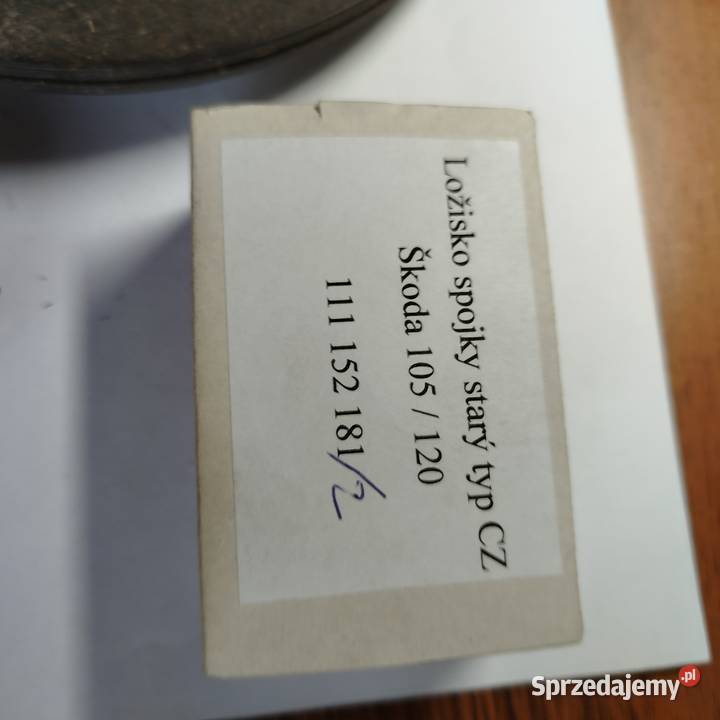 Ložisko spojky starý typ CZ
Škoda 105 / 120
111 152 181/2
Sprzedajemy.pl